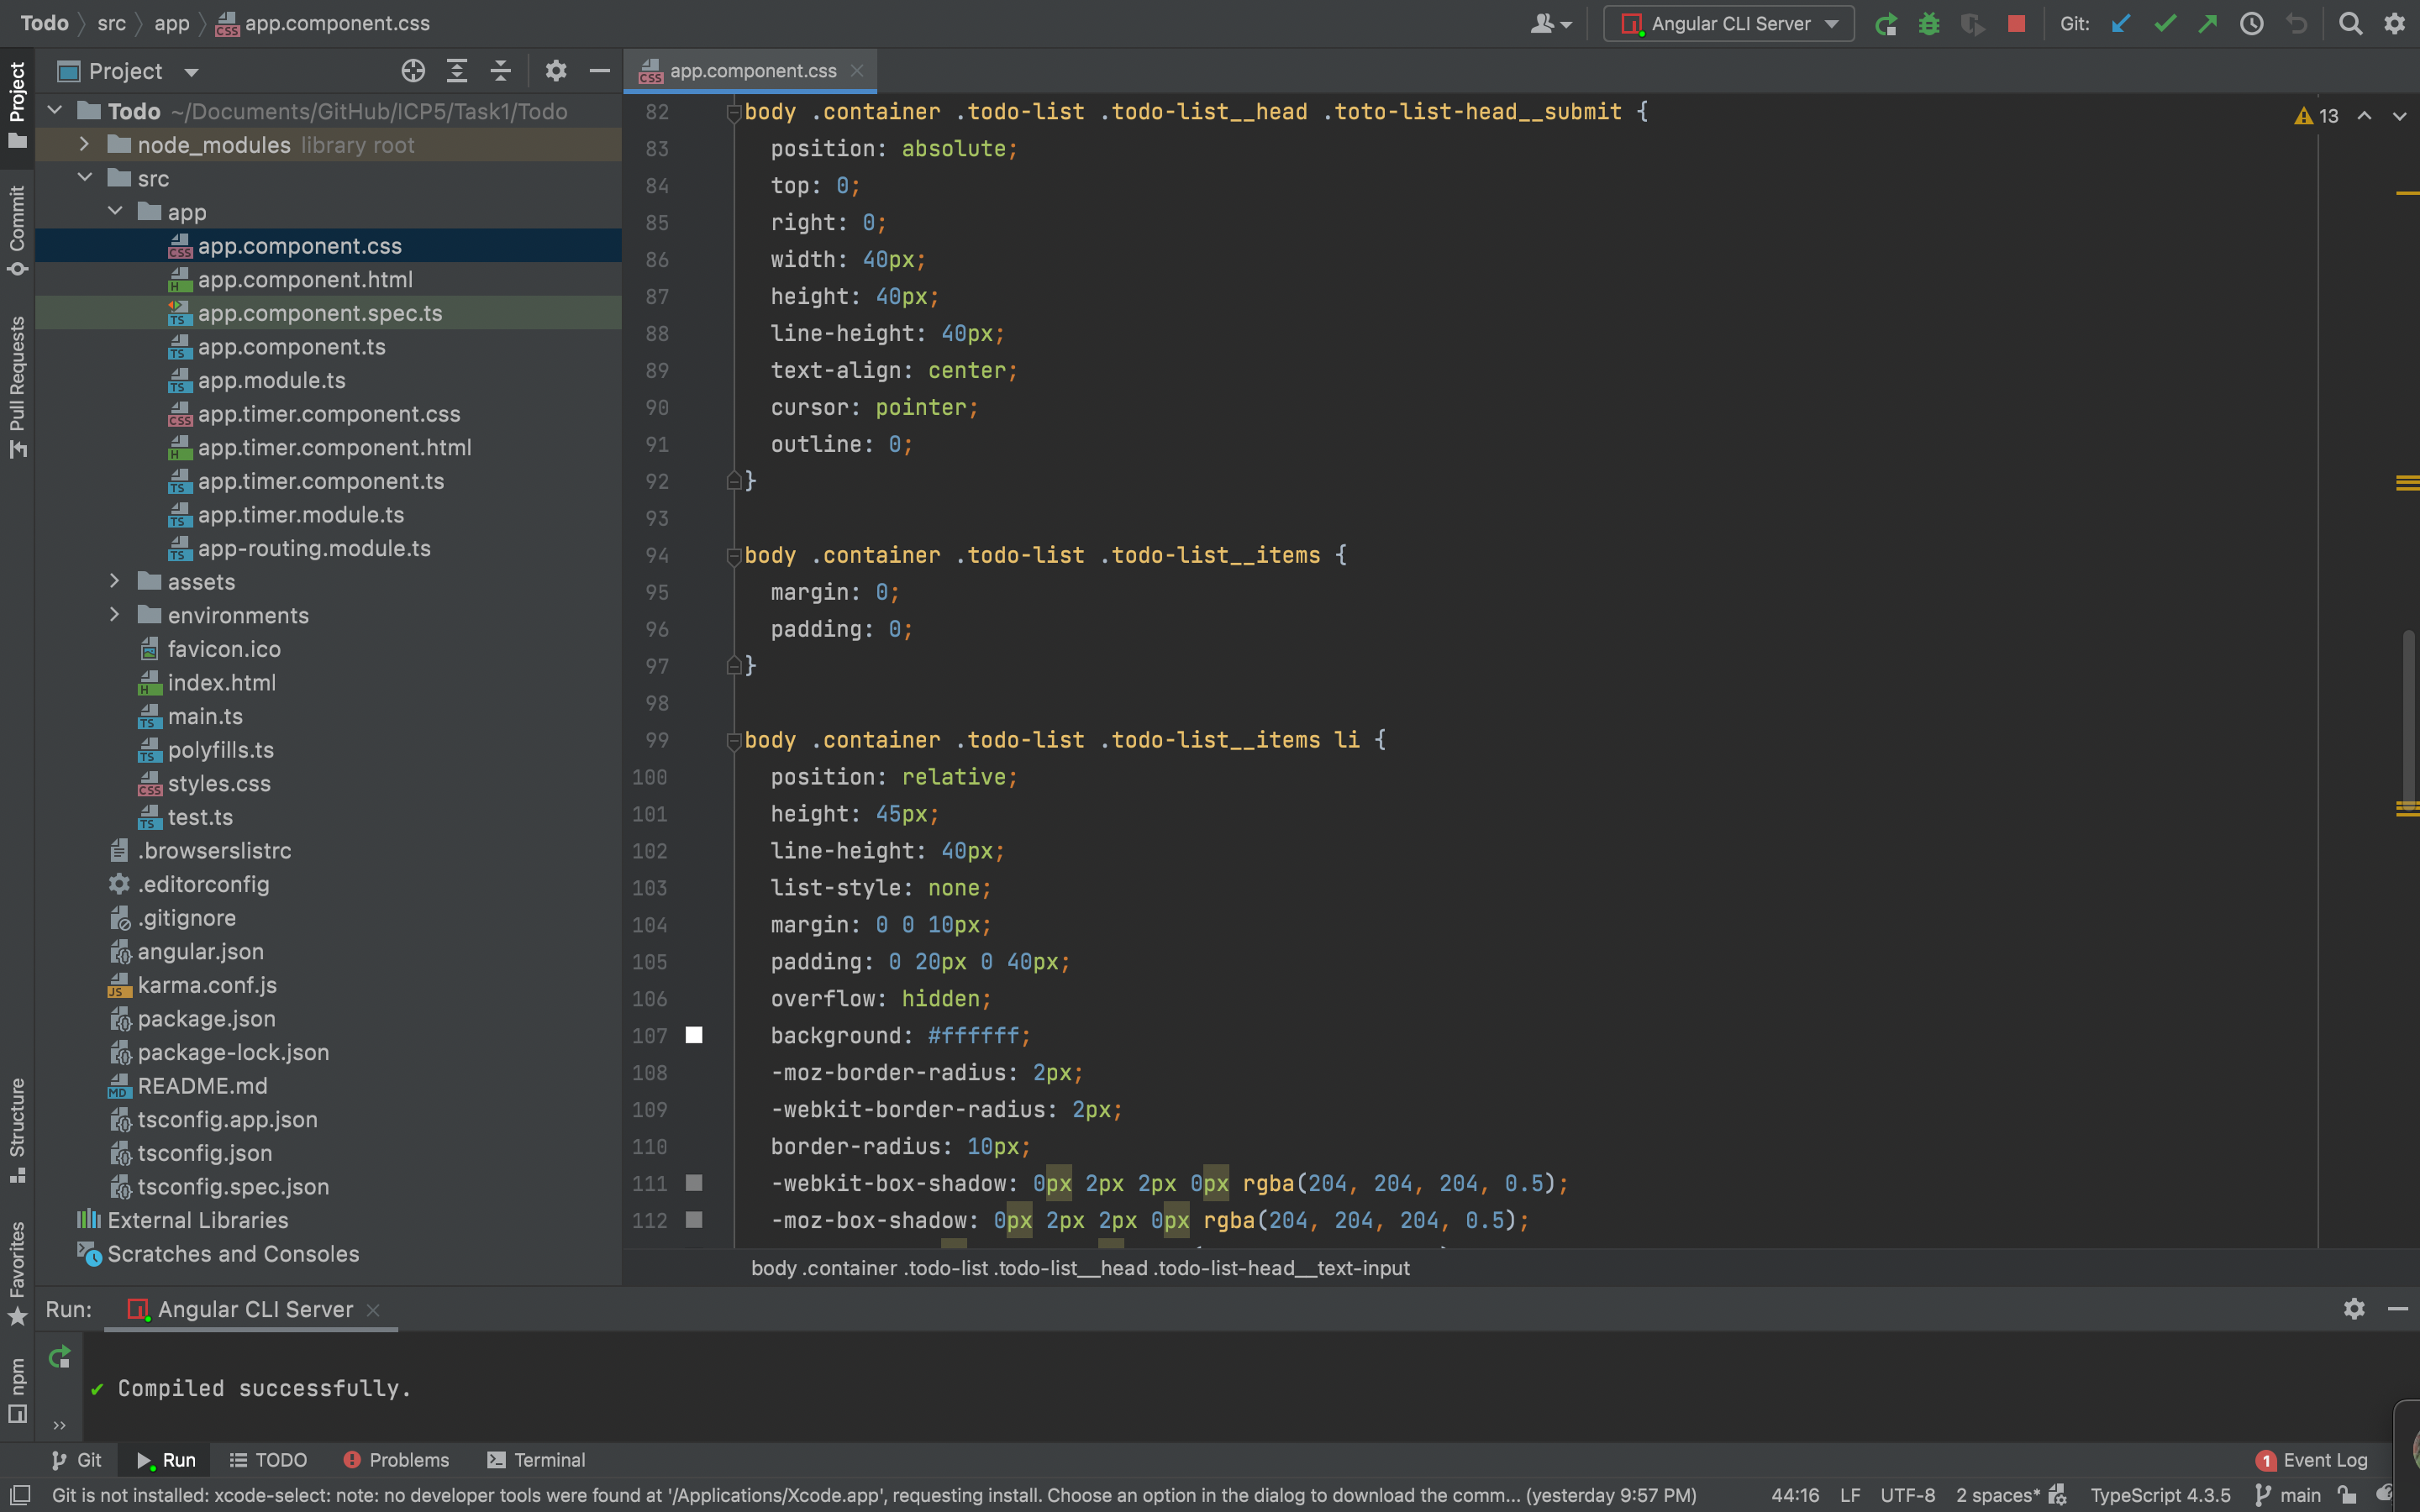 Todo src app app.component.css
Angular CLI Server
Git:
Project
app.component.css
Project
Commit
Pull Requests
Structure
Favorites
npm
Todo ~/Documents/GitHub/ICP5/Task1/Todo
node_modules library root
src
app
app.component.css
app.component.html
app.component.spec.ts
app.component.ts
app.module.ts
app.timer.component.css
app.timer.component.html
app.timer.component.ts
app.timer.module.ts
app-routing.module.ts
assets
environments
favicon.ico
index.html
main.ts
polyfills.ts
styles.css
test.ts
.browserslistrc
.editorconfig
.gitignore
angular.json
karma.conf.js
package.json
package-lock.json
README.md
tsconfig.app.json
tsconfig.json
tsconfig.spec.json
External Libraries
Scratches and Consoles
13
82 body .container .todo-list .todo-list__head .toto-list-head__submit {
83 position: absolute;
84 top: 0;
85 right: 0;
86 width: 40px;
87 height: 40px;
88 line-height: 40px;
89 text-align: center;
90 cursor: pointer;
91 outline: 0;
92 }
93
94 body .container .todo-list .todo-list__items {
95 margin: 0;
96 padding: 0;
97 }
98
99 body .container .todo-list .todo-list__items li {
100 position: relative;
101 height: 45px;
102 line-height: 40px;
103 list-style: none;
104 margin: 0 0 10px;
105 padding: 0 20px 0 40px;
106 overflow: hidden;
107 background: #ffffff;
108 -moz-border-radius: 2px;
109 -webkit-border-radius: 2px;
110 border-radius: 10px;
111 -webkit-box-shadow: 0px 2px 2px 0px rgba(204, 204, 204, 0.5);
112 -moz-box-shadow: 0px 2px 2px 0px rgba(204, 204, 204, 0.5);
body .container .todo-list .todo-list__head .todo-list-head__text-input
Run: Angular CLI Server
✔ Compiled successfully.
Git Run TODO Problems Terminal
1 Event Log
Git is not installed: xcode-select: note: no developer tools were found at '/Applications/Xcode.app', requesting install. Choose an option in the dialog to download the comm... (yesterday 9:57 PM)
44:16 LF UTF-8 2 spaces* TypeScript 4.3.5 main